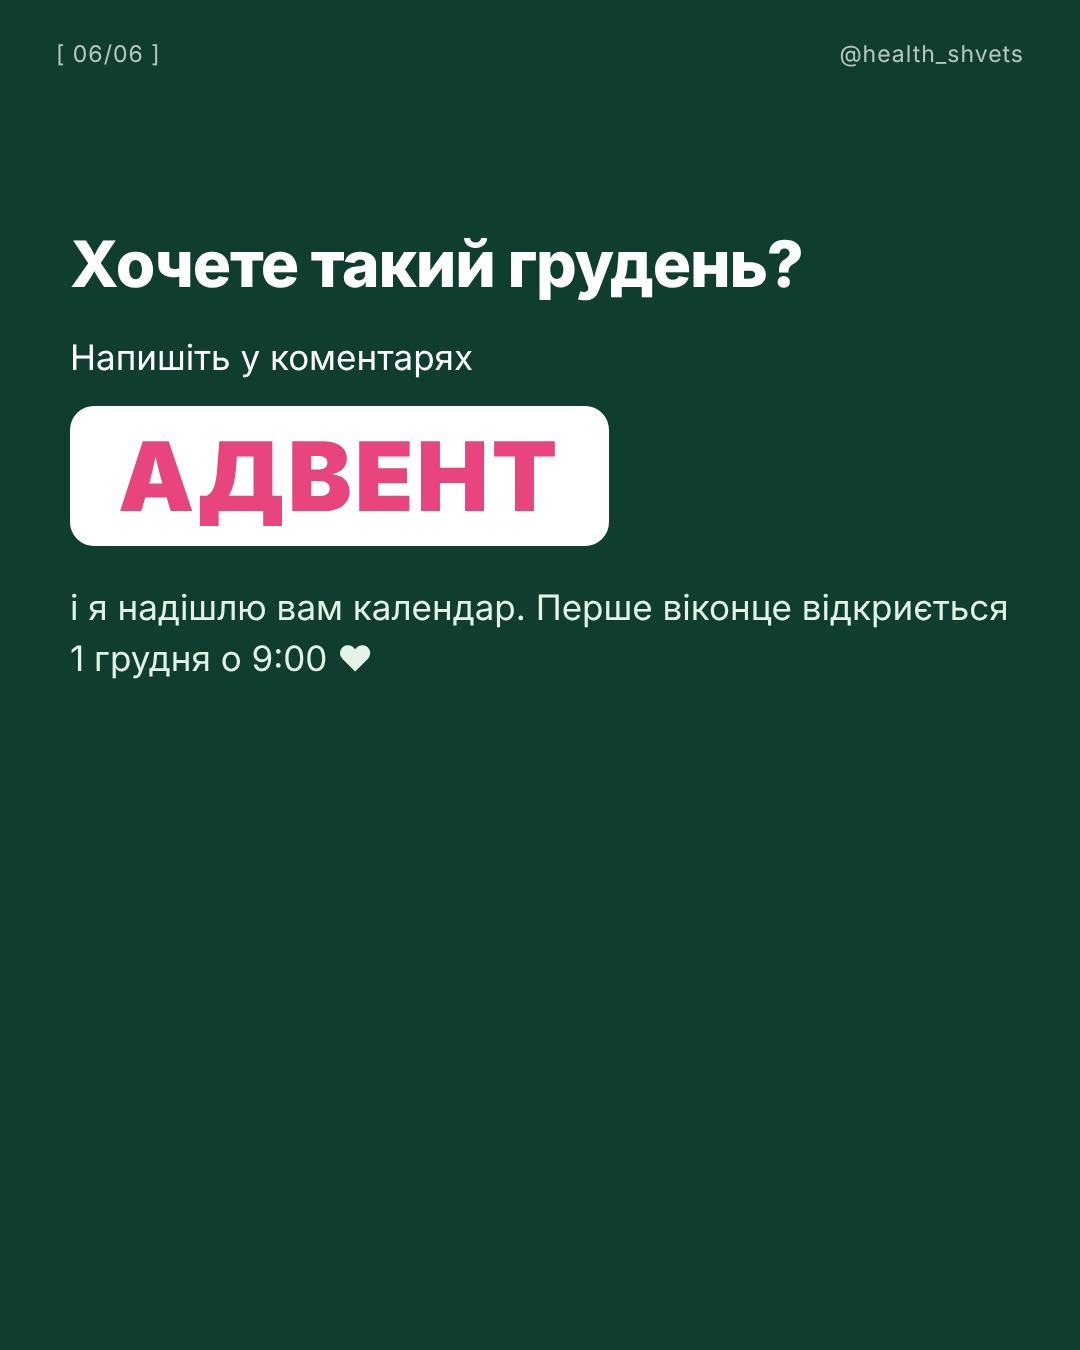 [ 06/06 ]
@health_shvets
Хочете такий грудень?
Напишіть у коментарях
АДВЕНТ
і я надішлю вам календар. Перше віконце відкриється
1 грудня о 9:00 ♥